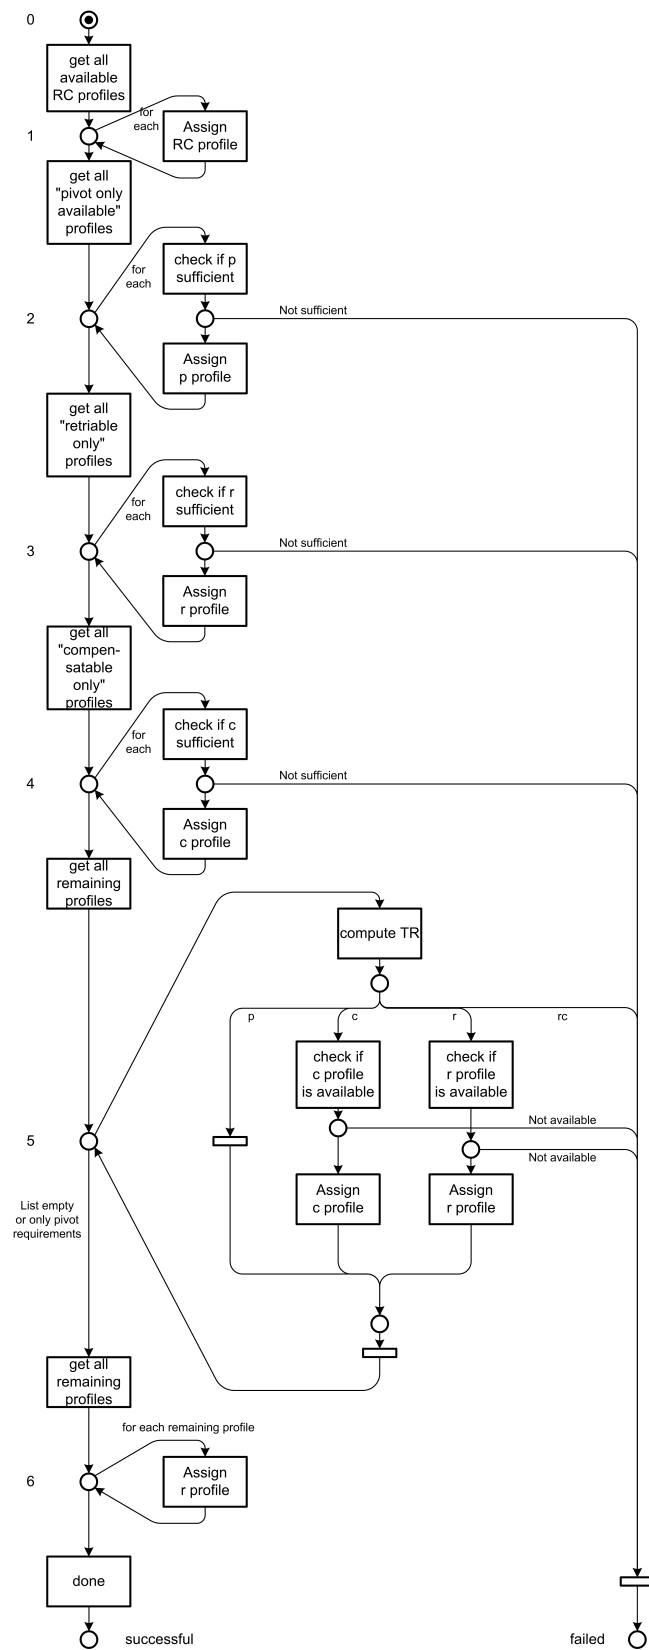 0
get all
available
RC profiles
for
each
1
Assign
RC profile
get all
"pivot only
available"
profiles
check if p
sufficient
for
each
2
Not sufficient
Assign
p profile
get all
"retriable
only"
profiles
check if r
sufficient
for
each
3
Not sufficient
Assign
r profile
get all
"compen-
satable
only"
profiles
check if c
sufficient
for
each
4
Not sufficient
Assign
c profile
get all
remaining
profiles
compute TR
p
c
r
rc
check if
c profile
is available
check if
r profile
is available
Not available
5
Not available
Assign
c profile
Assign
r profile
List empty
or only pivot
requirements
get all
remaining
profiles
for each remaining profile
6
Assign
r profile
done
successful
failed